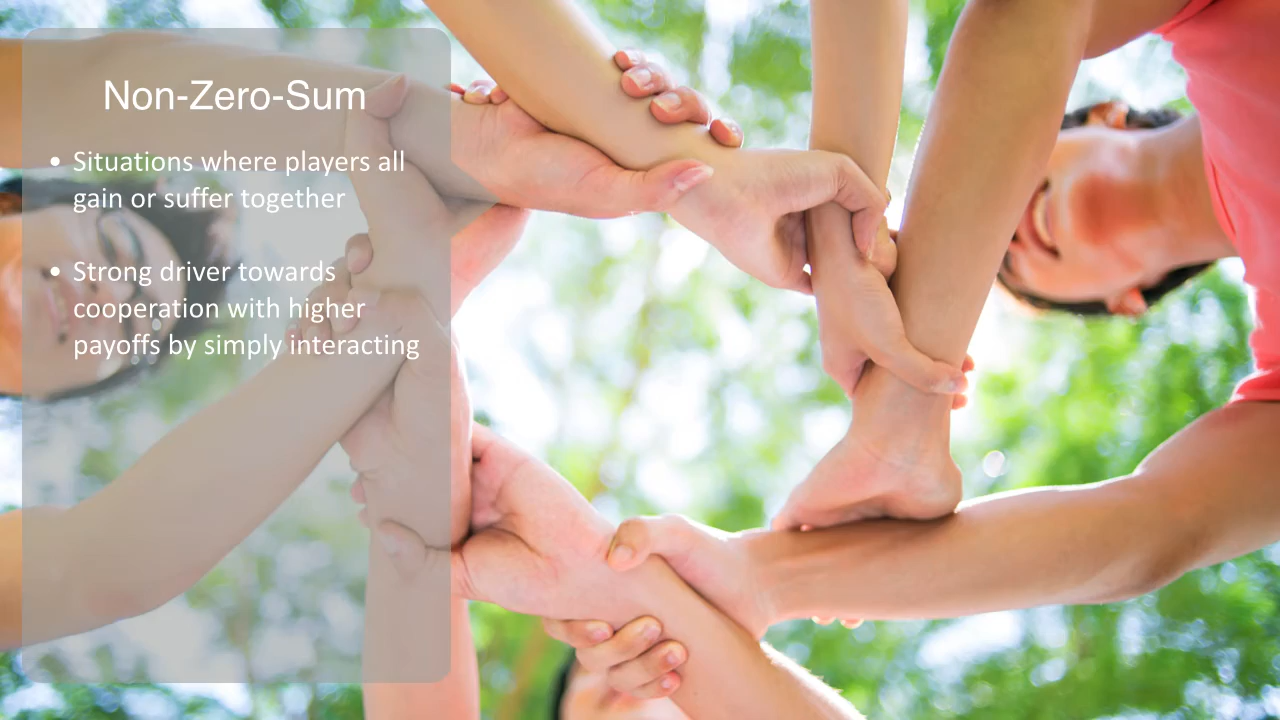 Non-Zero-Sum
• Situations where players all
gain or suffer together
• Strong driver towards
cooperation with higher
payoffs by simply interacting